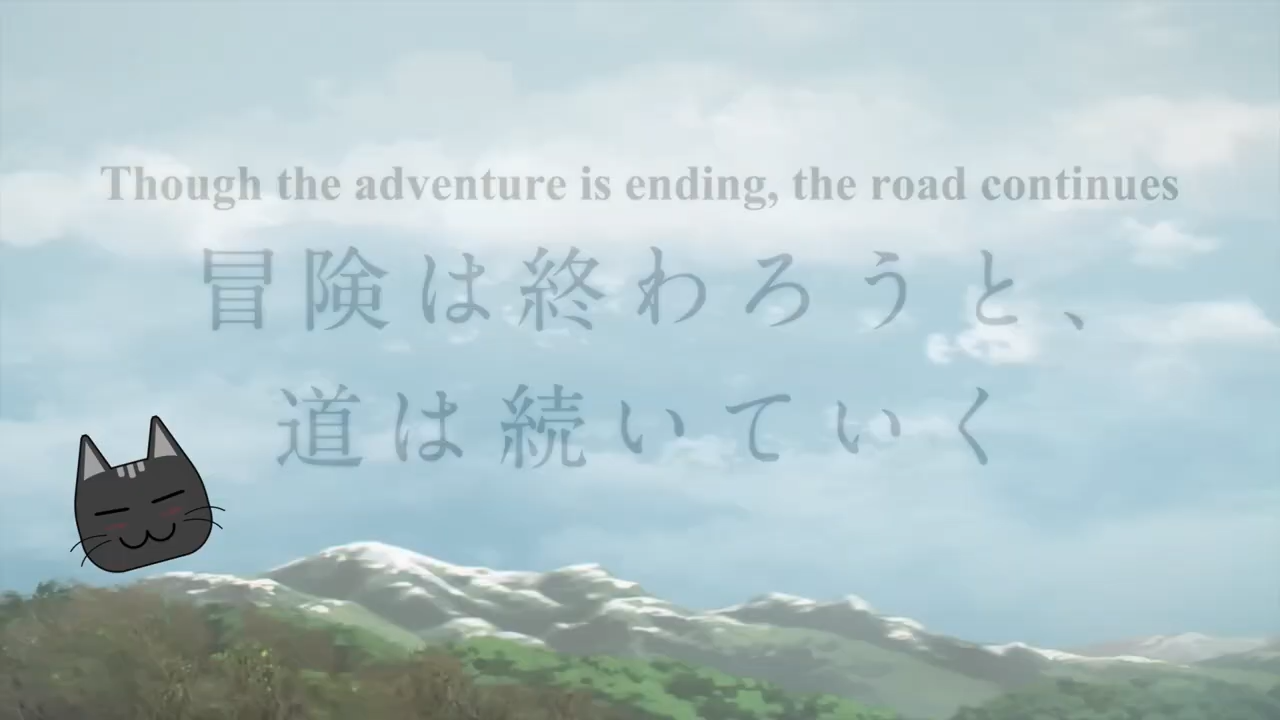 Though the adventure is ending, the road continues
冒険は終わろうと、
道は続いていく